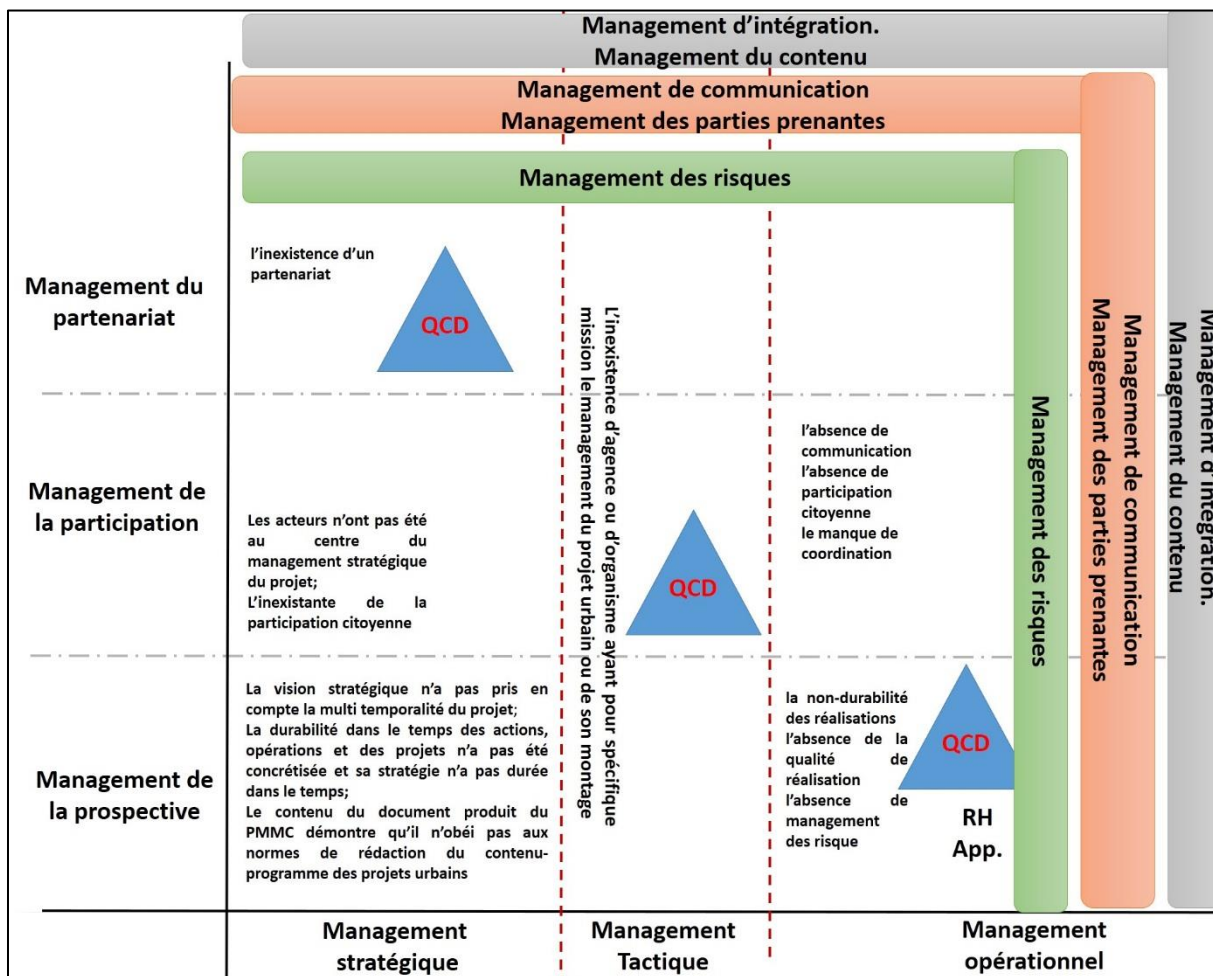 Management d'intégration.
Management du contenu
Management de communication
Management des parties prenantes
Management des risques
Management du
partenariat
l'inexistence d'un
partenariat
QCD
L'inexistence d'agence ou d'organisme ayant pour spécifique
mission le management du projet urbain ou de son montage
Management de
la participation
Les acteurs n'ont pas été
au centre du
management stratégique
du projet;
L'inexistante de la
participation citoyenne
QCD
l'absence de
communication
l'absence de
participation
citoyenne
le manque de
coordination
Management de
la prospective
La vision stratégique n'a pas pris en
compte la multi temporalité du projet;
La durabilité dans le temps des actions,
opérations et des projets n'a pas été
concrétisée et sa stratégie n'a pas durée
dans le temps;
Le contenu du document produit du
PMMC démontre qu'il n'obéi pas aux
normes de rédaction du contenu-
programme des projets urbains
la non-durabilité
des réalisations
l'absence de la
qualité de
réalisation
l'absence de
management
des risque
QCD
RH
App.
Management des risques
Management de communication
Management des parties prenantes
Management d'intégration.
Management du contenu
Management
stratégique
Management
Tactique
Management
opérationnel